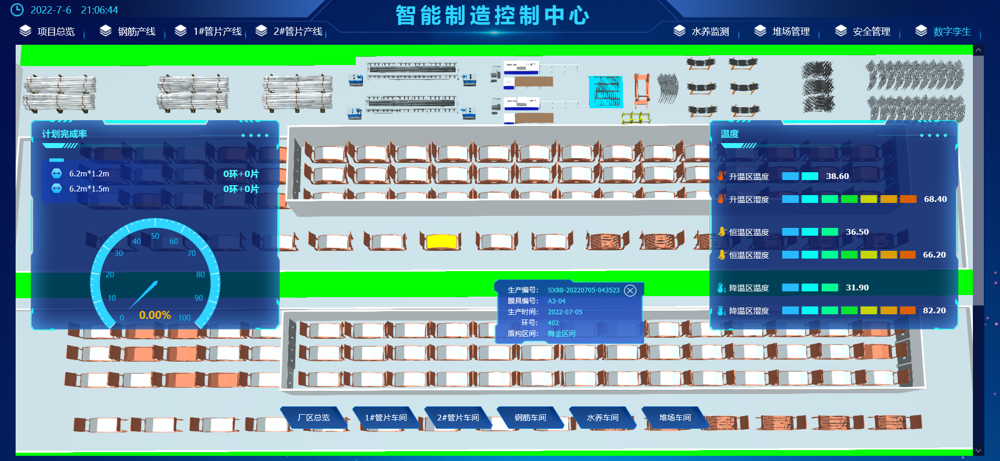 2022-7-6 21:06:44
智能制造控制中心
项目总览 钢筋产线 1#管片产线 2#管片产线 水养监测 堆场管理 安全管理 数字孪生
计划完成率
6.2m*1.2m 0环+0片
6.2m*1.5m 0环+0片
0 10 20 30 40 50 60 70 80 90 100
0.00%
生产编号: SX8B-20220705-043523
膜具编号: A3-04
生产时间: 2022-07-05
环号: 402
盾构区间: 梅金区间
温度
升温区温度 38.60
升温区湿度 68.40
恒温区温度 36.50
恒温区湿度 66.20
降温区温度 31.90
降温区湿度 82.20
厂区总览 1#管片车间 2#管片车间 钢筋车间 水养车间 堆场车间